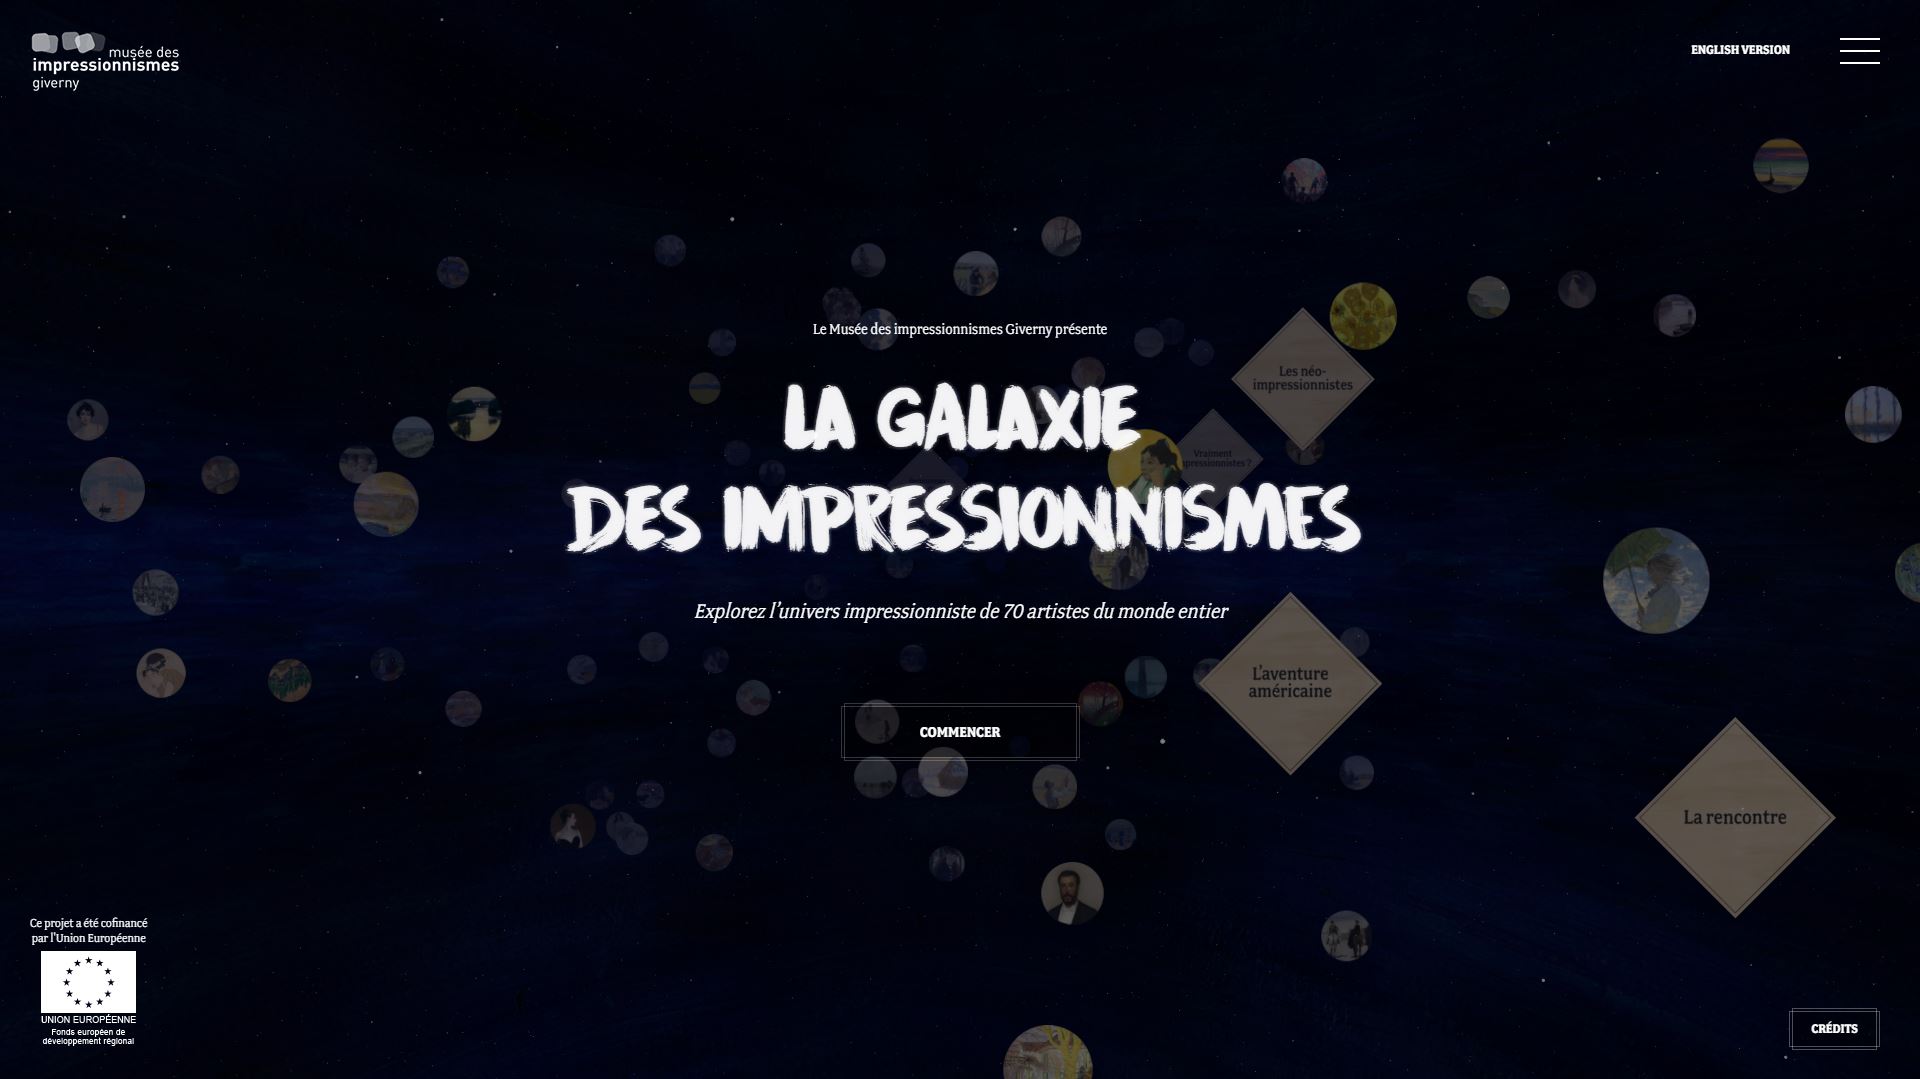 musée des
impressionnismes
giverny
ENGLISH VERSION
Le Musée des impressionnismes Giverny présente
LA GALAXIE
DES IMPRESSIONNISMES
Les néo-
impressionnistes
Vraiment
pressionnistes ?
Explorez l’univers impressionniste de 70 artistes du monde entier
L’aventure
américaine
COMMENCER
La rencontre
Ce projet a été cofinancé
par l'Union Européenne
UNION EUROPÉENNE
Fonds européen de
développement régional
CRÉDITS